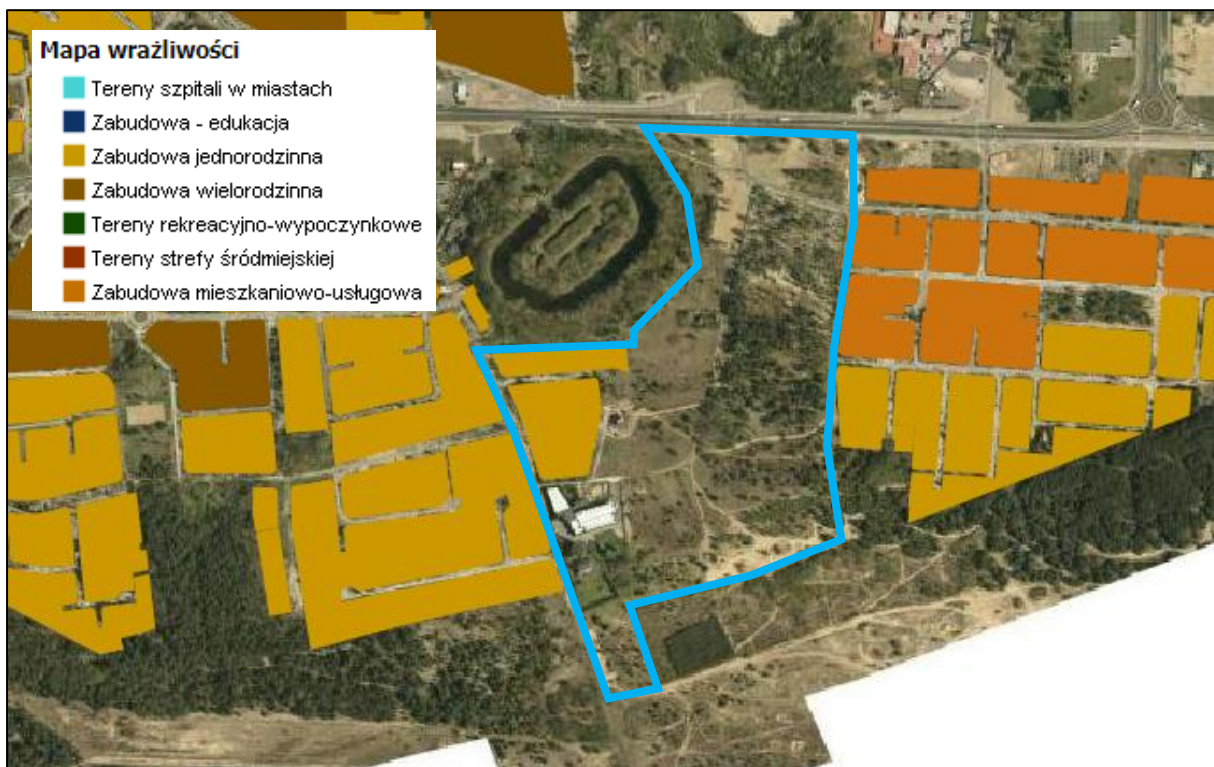 Mapa wrażliwości
Tereny szpitali w miastach
Zabudowa - edukacja
Zabudowa jednorodzinna
Zabudowa wielorodzinna
Tereny rekreacyjno-wypoczynkowe
Tereny strefy śródmiejskiej
Zabudowa mieszkaniowo-usługowa